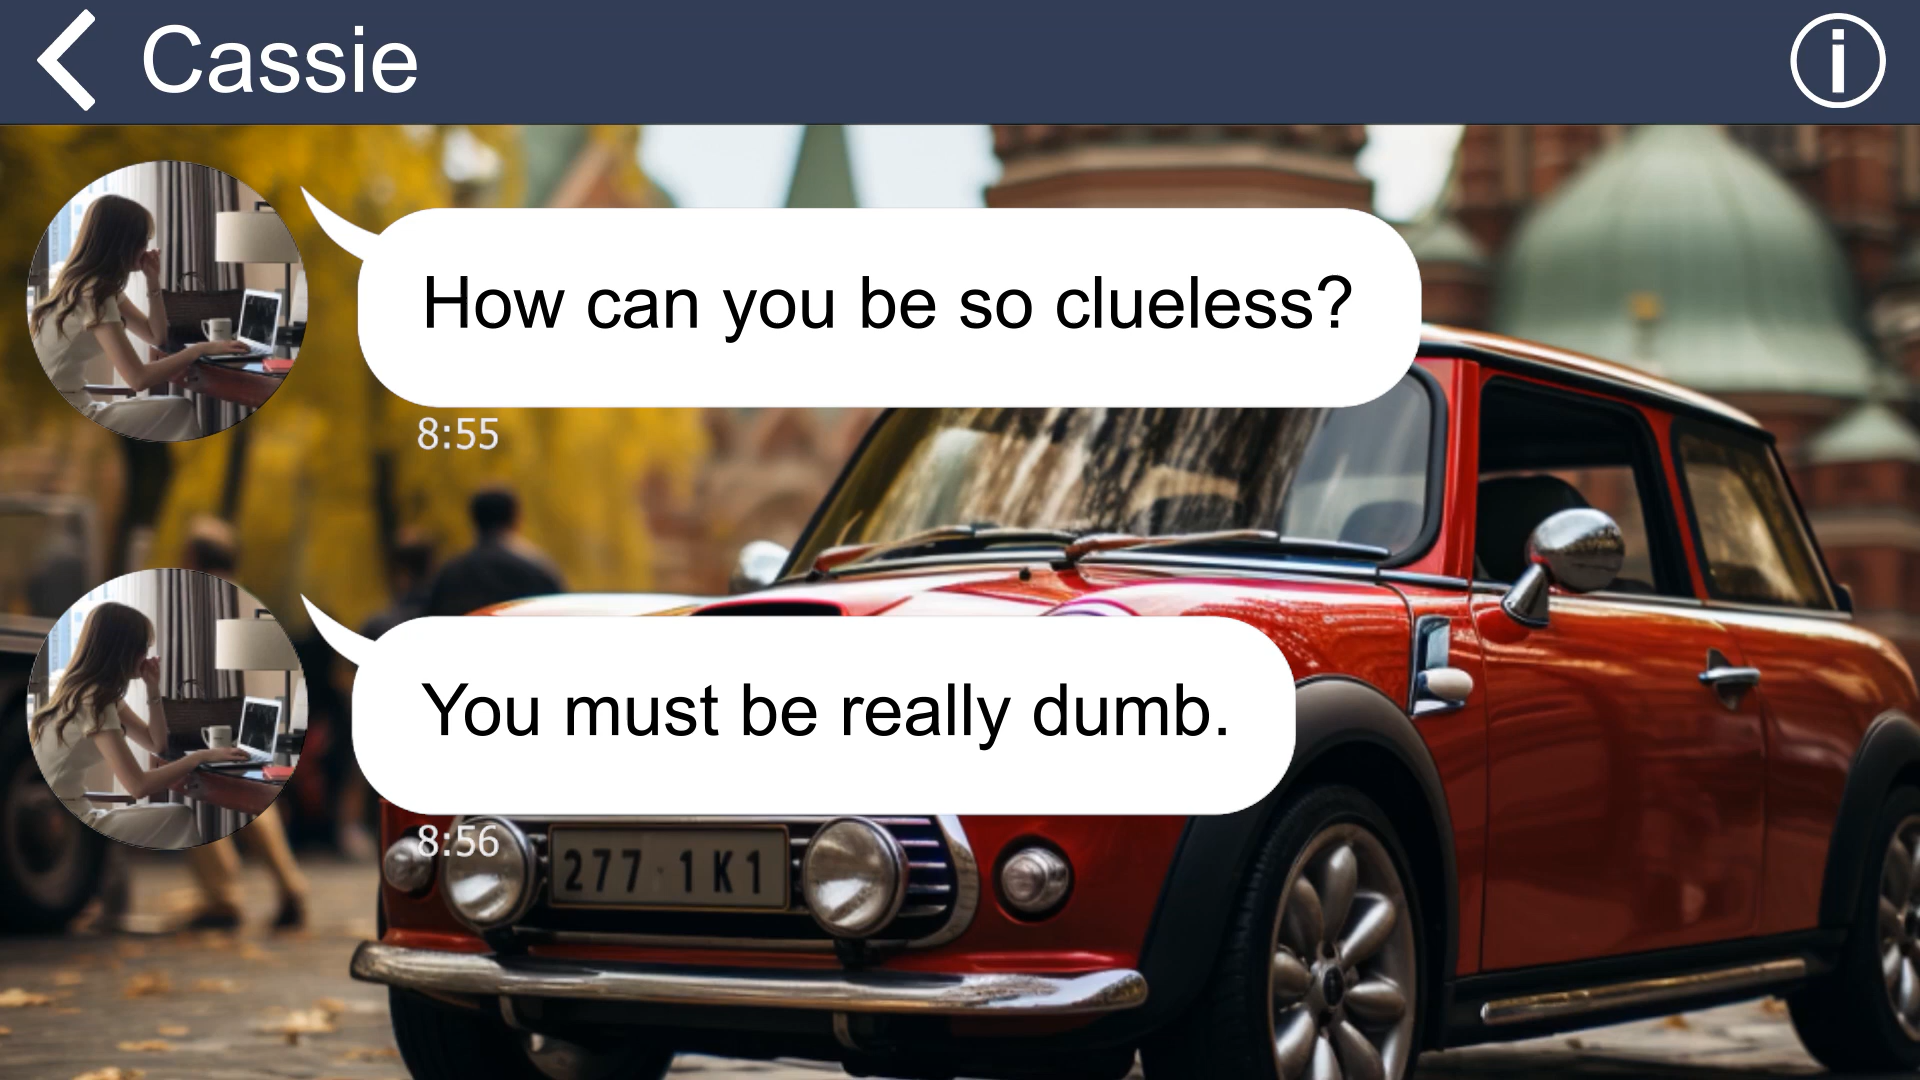 Cassie
How can you be so clueless?
8:55
You must be really dumb.
8:56
277 1K1